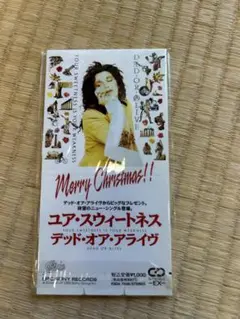 YOUR SWEETNESS IS YOUR WEAKNESS
DEAD OR ALIVE
Merry Christmas!!
デッド・オア・アライヴからビッグなプレゼント。
待望のニュー・シングル登場。
ユア・スウィートネス
YOUR SWEETNESS IS YOUR WEAKNESS
デッド・オア・アライヴ
DEAD OR ALIVE
EPIC/SONY RECORDS